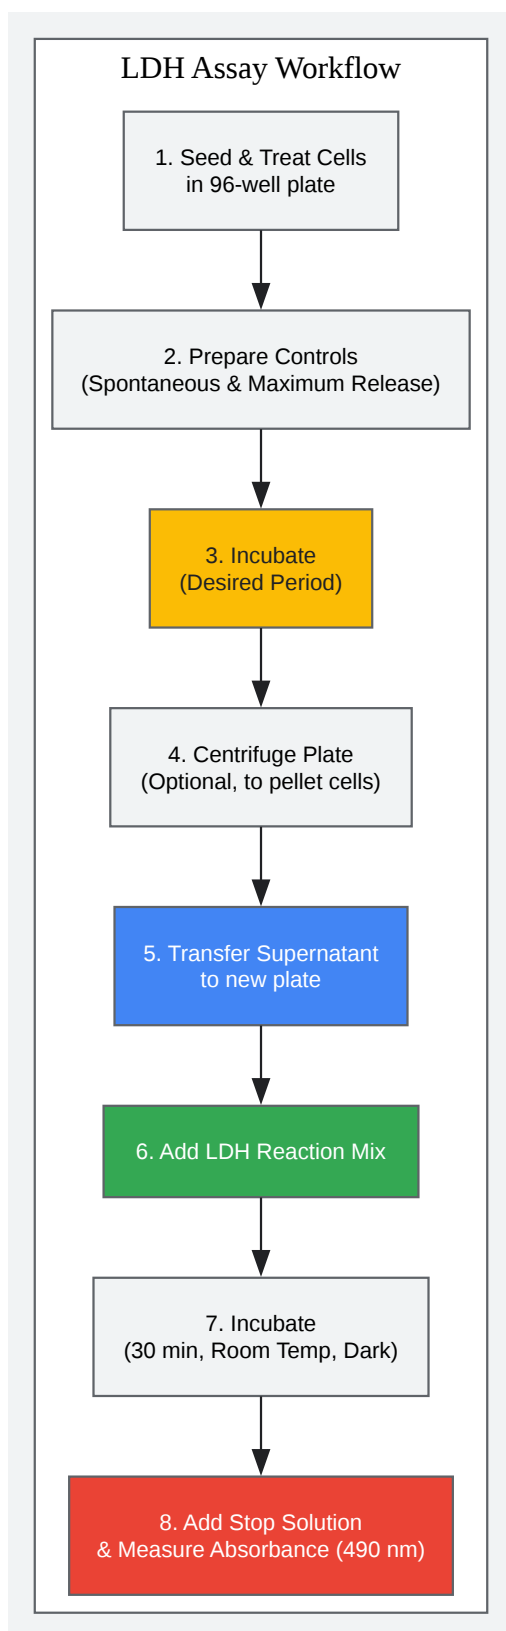 LDH Assay Workflow
1. Seed & Treat Cells
in 96-well plate
2. Prepare Controls
(Spontaneous & Maximum Release)
3. Incubate
(Desired Period)
4. Centrifuge Plate
(Optional, to pellet cells)
5. Transfer Supernatant
to new plate
6. Add LDH Reaction Mix
7. Incubate
(30 min, Room Temp, Dark)
8. Add Stop Solution
& Measure Absorbance (490 nm)